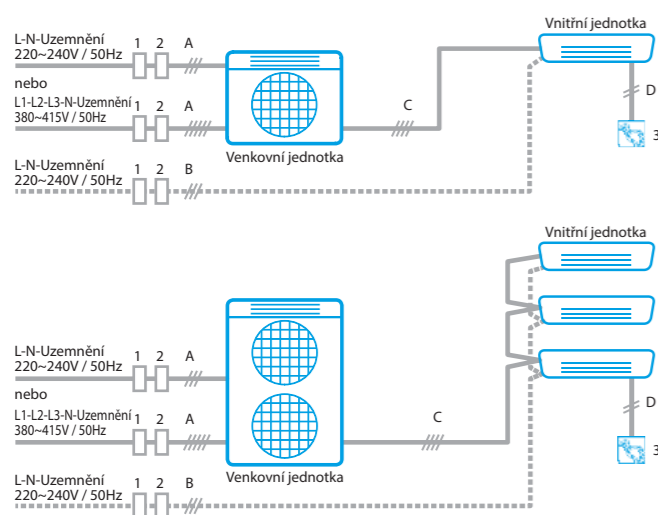 Vnitřní jednotka
L-N-Uzemnění
220~240V / 50Hz
1 2 A
nebo
L1-L2-L3-N-Uzemnění
380~415V / 50Hz
1 2 A
C
D
3
Venkovní jednotka
L-N-Uzemnění
220~240V / 50Hz
1 2 B
Vnitřní jednotka
L-N-Uzemnění
220~240V / 50Hz
1 2 A
nebo
L1-L2-L3-N-Uzemnění
380~415V / 50Hz
1 2 A
C
D
3
Venkovní jednotka
L-N-Uzemnění
220~240V / 50Hz
1 2 B